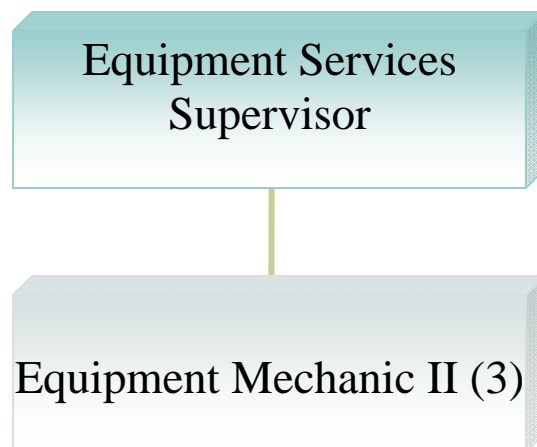 Equipment Services
Supervisor
Equipment Mechanic II (3)